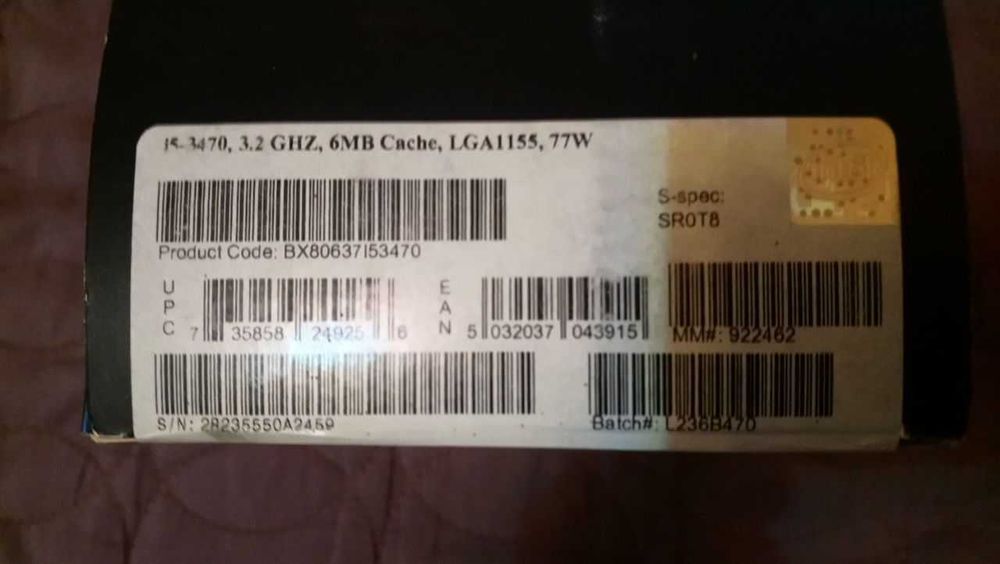 i5-3470, 3.2 GHZ, 6MB Cache, LGA1155, 77W
S-spec:
SR0T8
Product Code: BX80637I53470
UPC
7 35858 24925 6
EAN
5 032037 043915
MM#: 922462
S/N: 2R235550A2459
Batch#: L236B470